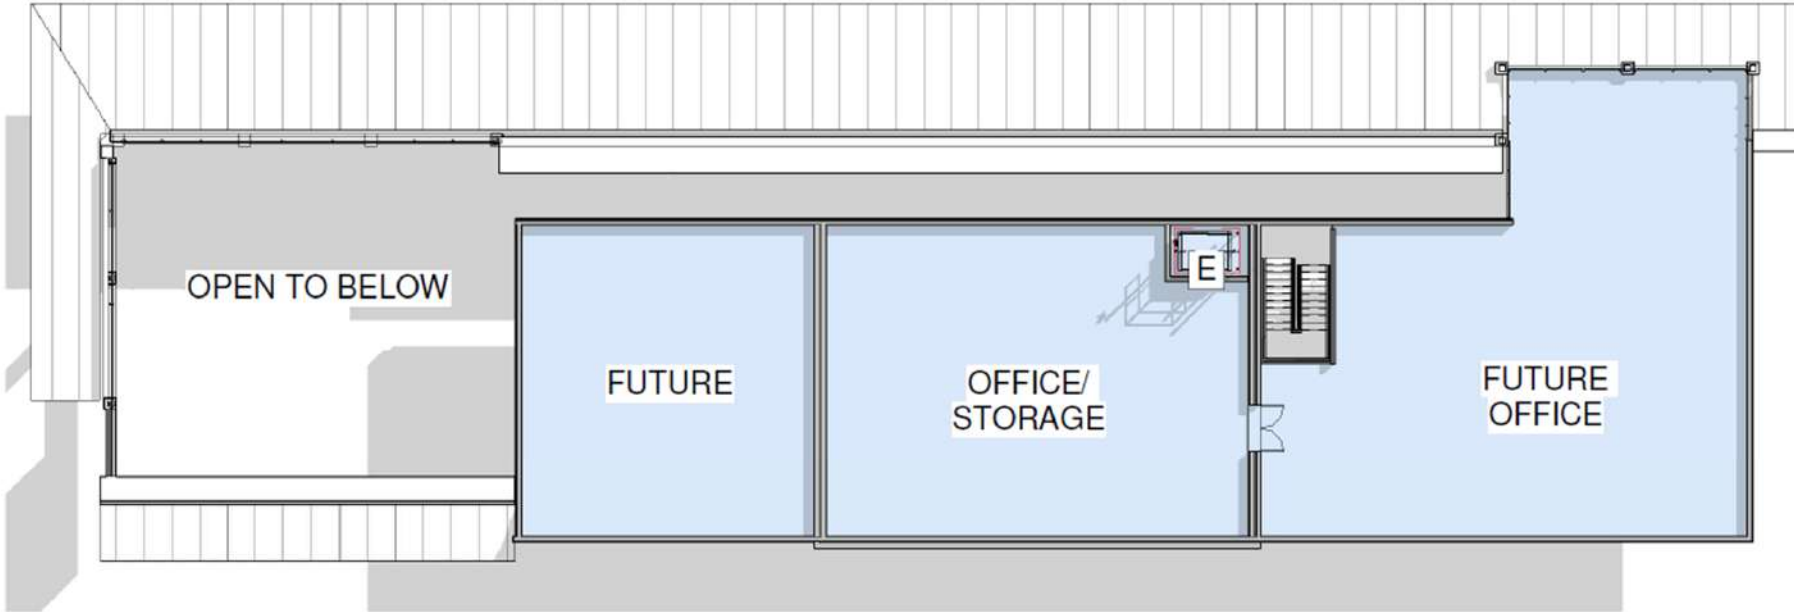 OPEN TO BELOW
FUTURE
OFFICE/
STORAGE
E
FUTURE
OFFICE